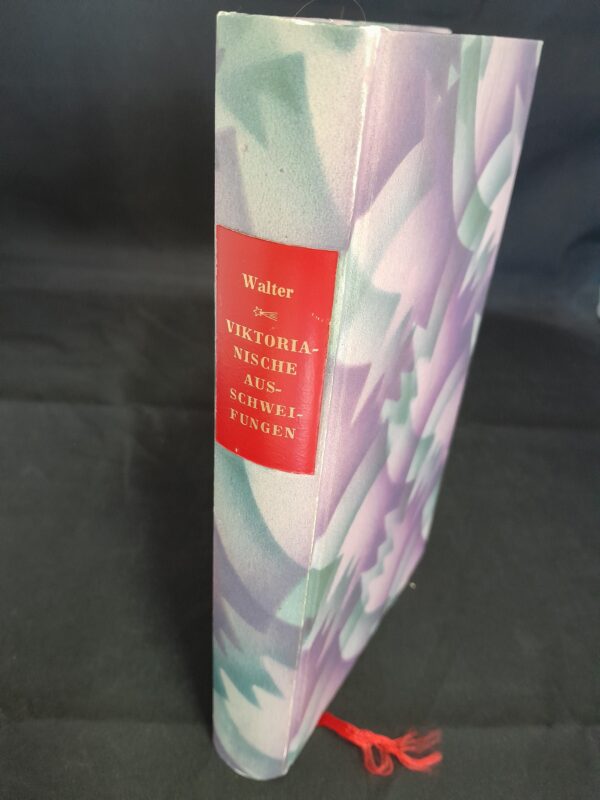 Walter
VIKTORIA-
NISCHE
AUS-
SCHWEI-
FUNGEN